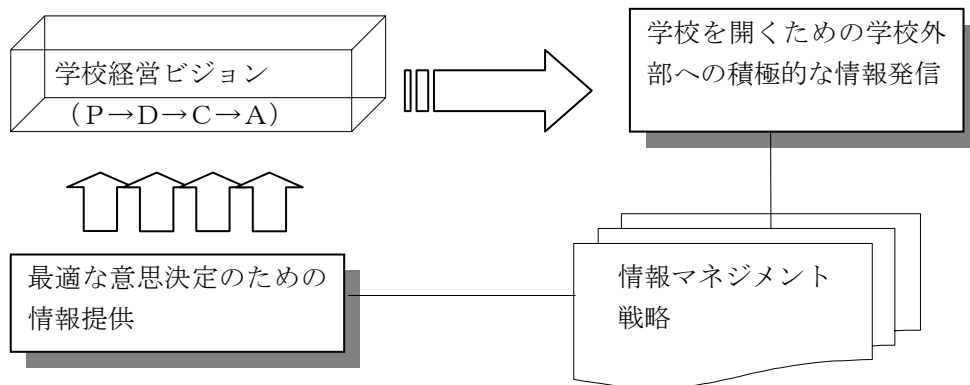 学校経営ビジョン
（Ｐ→Ｄ→Ｃ→Ａ）
学校を開くための学校外
部への積極的な情報発信
最適な意思決定のための
情報提供
情報マネジメント
戦略